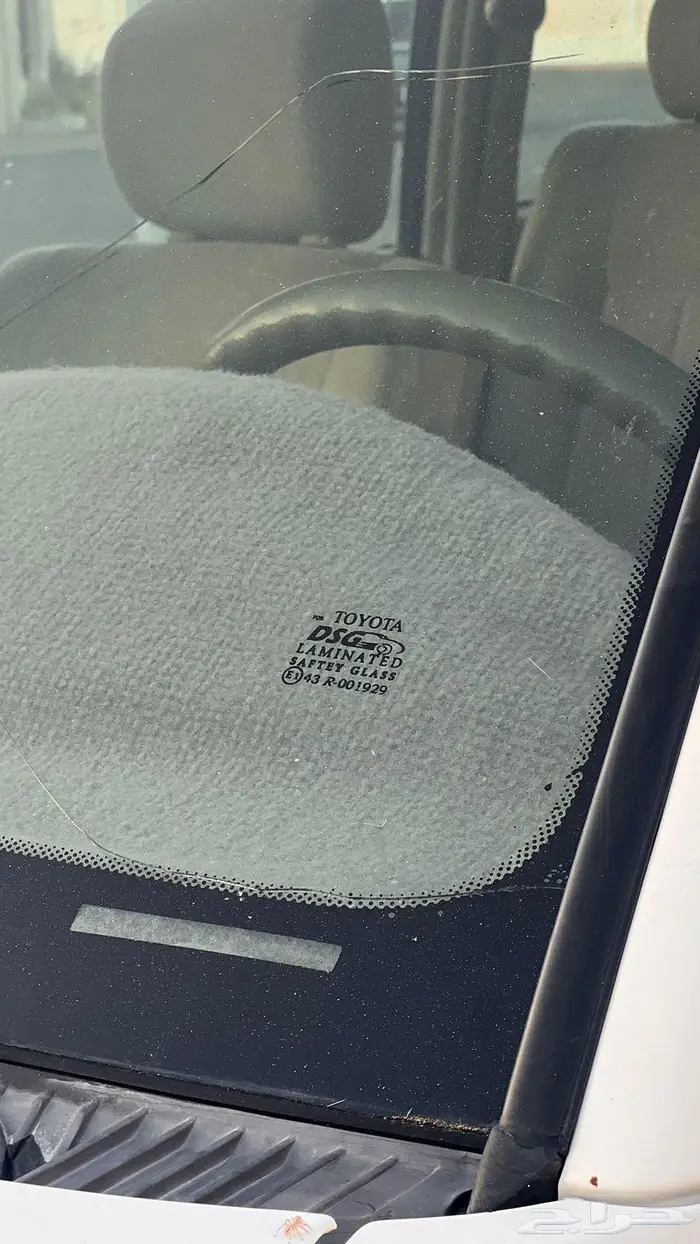 FOR TOYOTA
DSG
LAMINATED
SAFTEY GLASS
E1 43 R-001929
حراج